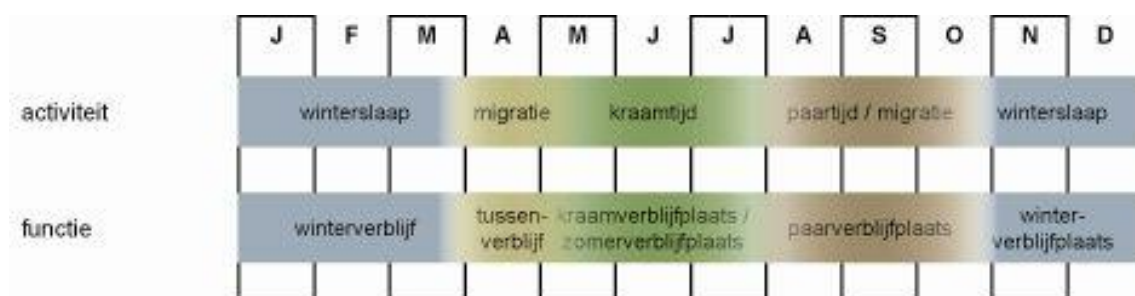 J F M A M J J A S O N D
activiteit winterslaap migratie kraamtijd paartijd / migratie winterslaap
tussen- kraamverblijfplaats / winter-
functie winterverblijf paarverblijfplaats
verblijf zomerverblijfplaats verblijfplaats